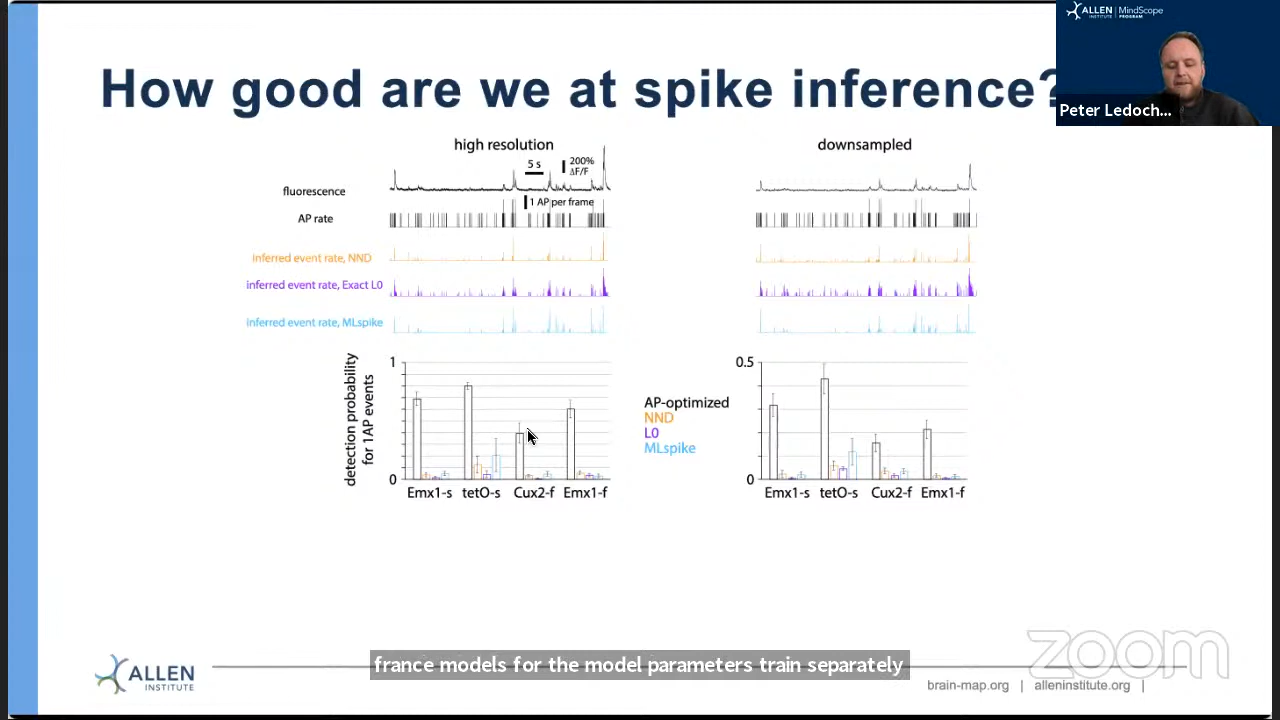 ALLEN INSTITUTE | MindScope PROGRAM
How good are we at spike inference?
Peter Ledoch...
high resolution
downsampled
5 s
200% ΔF/F
fluorescence
1 AP per frame
AP rate
inferred event rate, NND
inferred event rate, Exact L0
inferred event rate, MLspike
detection probability
for 1AP events
1
0
Emx1-s tetO-s Cux2-f Emx1-f
AP-optimized
NND
L0
MLspike
0.5
0
Emx1-s tetO-s Cux2-f Emx1-f
france models for the model parameters train separately
zoom
ALLEN
INSTITUTE
brain-map.org | alleninstitute.org |